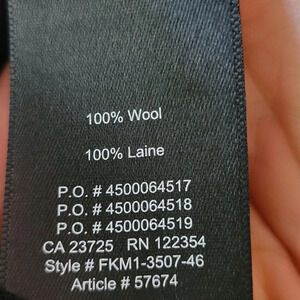 100% Wool
100% Laine
P.O. # 4500064517
P.O. # 4500064518
P.O. # 4500064519
CA 23725 RN 122354
Style # FKM1-3507-46
Article # 57674